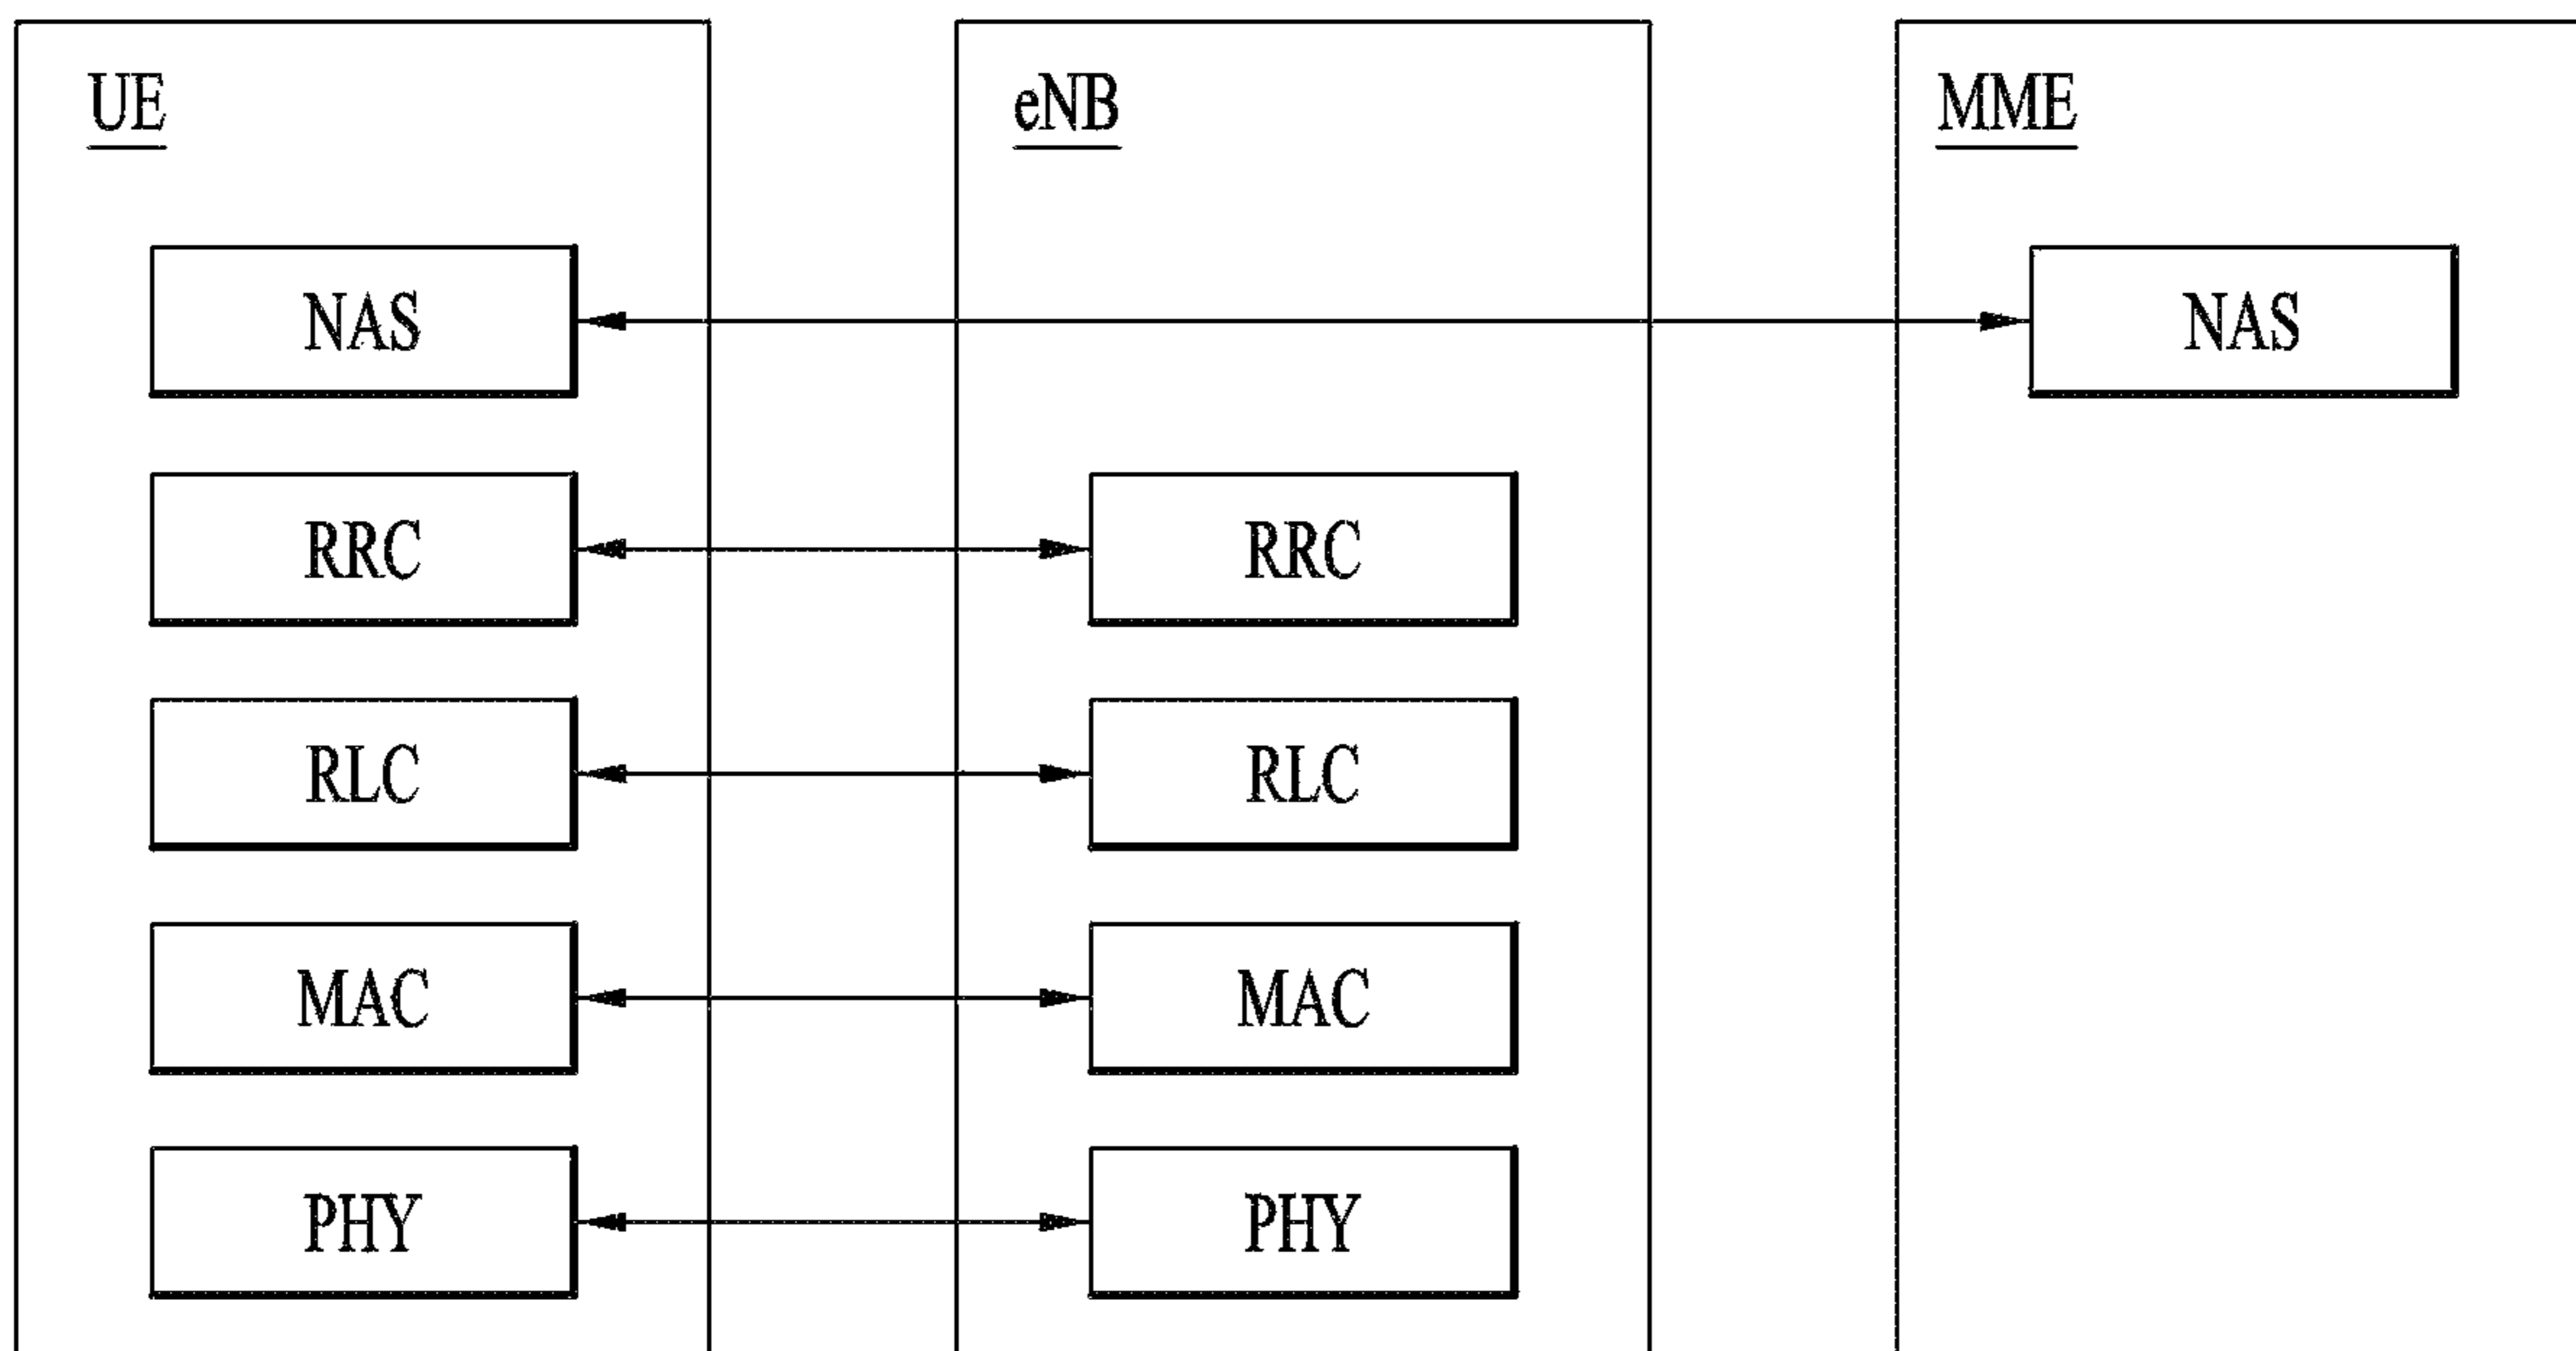 UE eNB MME
NAS NAS
RRC RRC
RLC RLC
MAC MAC
PHY PHY